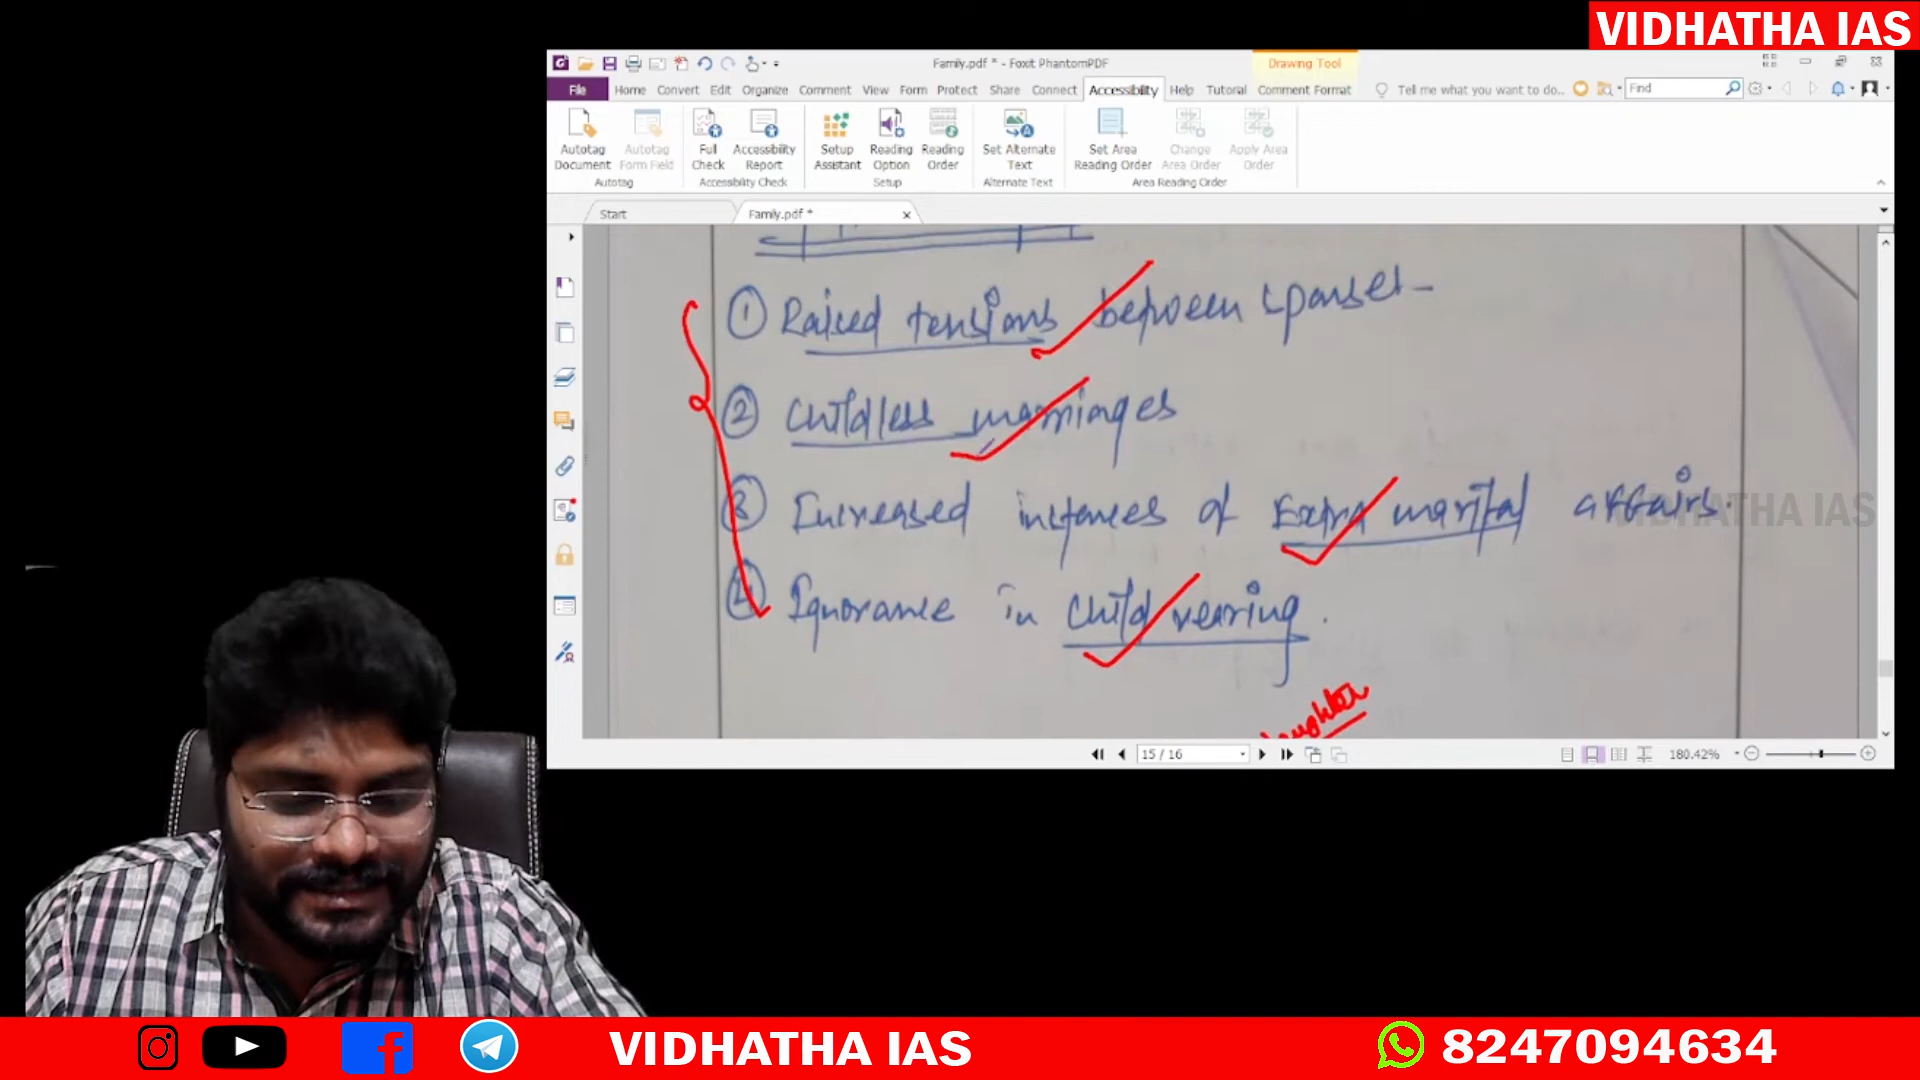 VIDHATHA IAS
Family.pdf * - Foxit PhantomPDF
Drawing Tool
File Home Convert Edit Organize Comment View Form Protect Share Connect Accessibility Help Tutorial Comment Format Tell me what you want to do.. Find
Autotag Document
Autotag Form Field
Full Check
Accessibility Report
Setup Assistant
Reading Option
Reading Order
Set Alternate Text
Set Area Reading Order
Change Area Order
Apply Area Order
Autotag Accessibility Check Setup Alternate Text Area Reading Order
Start Family.pdf *
① Raised tensions between spouses-
② Childless marriages
③ Increased instances of Extra marital affairs.
VIDHATHA IAS
④ Ignorance in child rearing.
15 / 16 180.42%
VIDHATHA IAS 8247094634